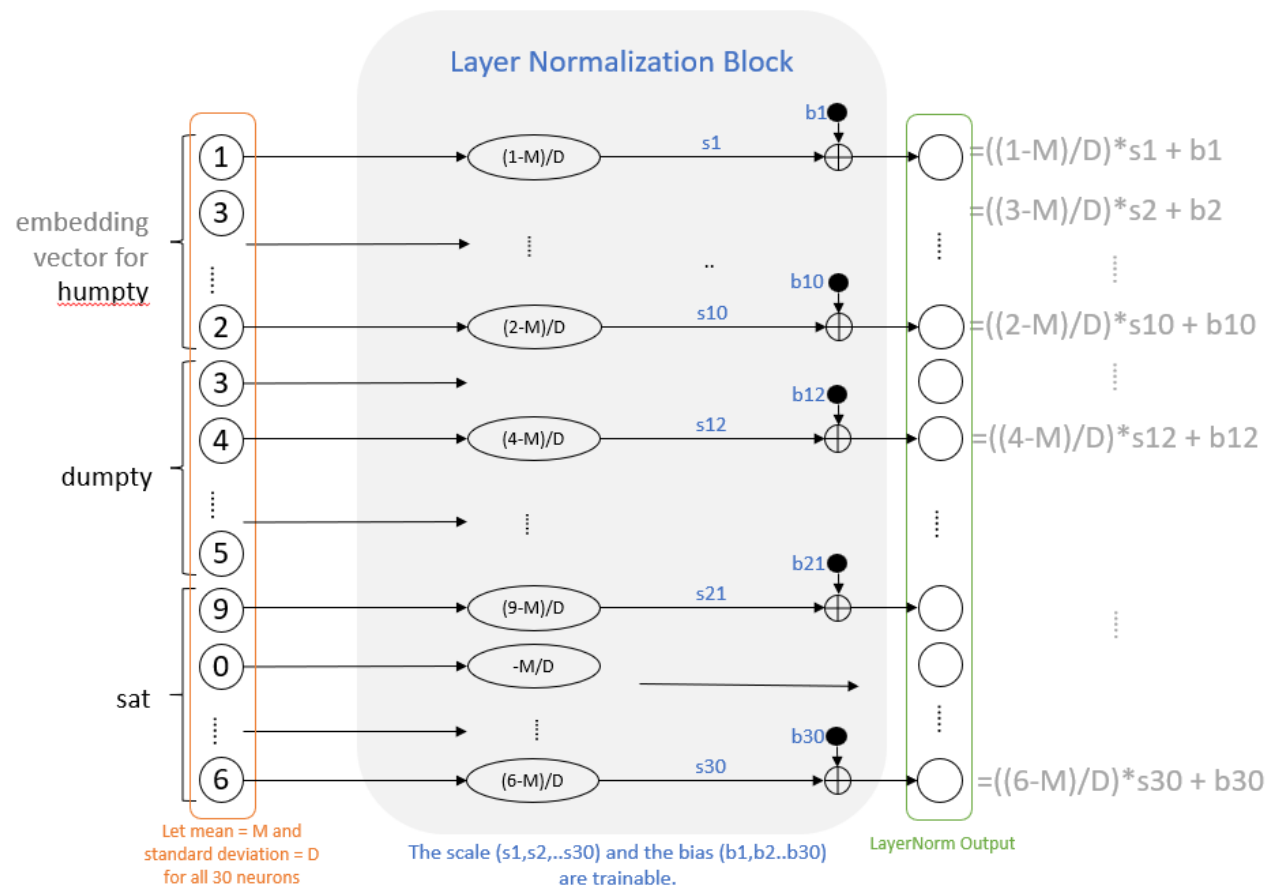 Layer Normalization Block
b1
1
(1-M)/D
s1
=((1-M)/D)*s1 + b1
3
=((3-M)/D)*s2 + b2
embedding
vector for
humpty
..
b10
2
(2-M)/D
s10
=((2-M)/D)*s10 + b10
3
b12
4
(4-M)/D
s12
=((4-M)/D)*s12 + b12
dumpty
5
b21
9
(9-M)/D
s21
0
-M/D
sat
b30
6
(6-M)/D
s30
=((6-M)/D)*s30 + b30
Let mean = M and
standard deviation = D
for all 30 neurons
The scale (s1,s2,..s30) and the bias (b1,b2..b30)
are trainable.
LayerNorm Output